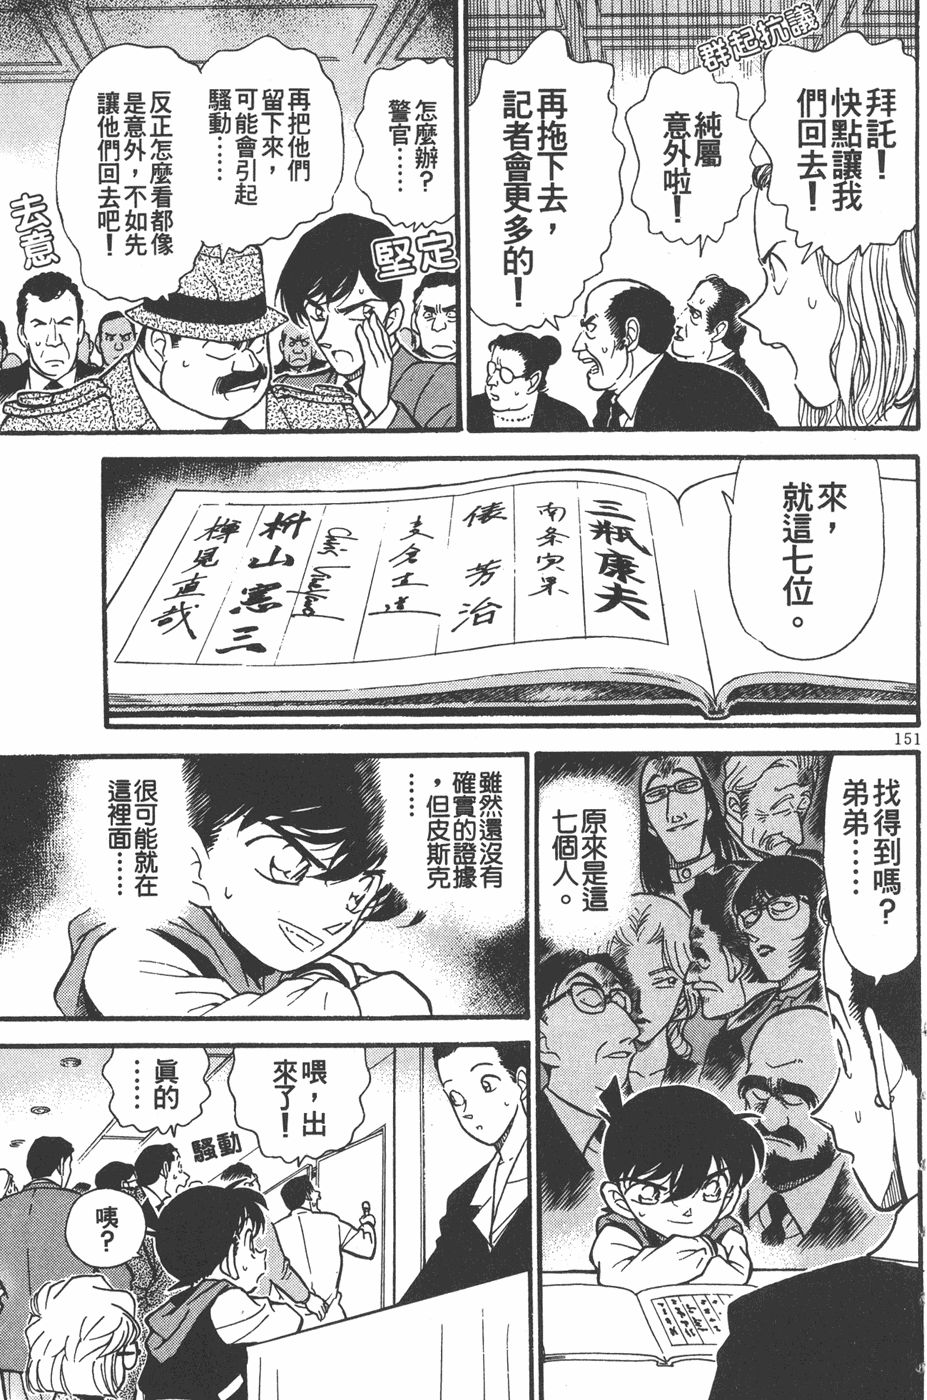 群起抗議
拜託！
快點讓我
們回去！
純屬
意外啦！
再拖下去，
記者會更多的！
怎麼辦？
警官……
堅定
再把他們
留下來，
可能會引起
騷動……
反正怎麼看都像
是意外，不如先
讓他們回去吧！
去意
來，
就這七位。
三瓶康夫
南条実果
俵芳治
枡山憲三
樽見直哉
151
找得到嗎？
弟弟……
原來是這
七個人。
雖然還沒有
確實的證據
，但皮斯克
……
很可能就在
這裡面……
喂，出
來了！
真的
……
騷動
咦？